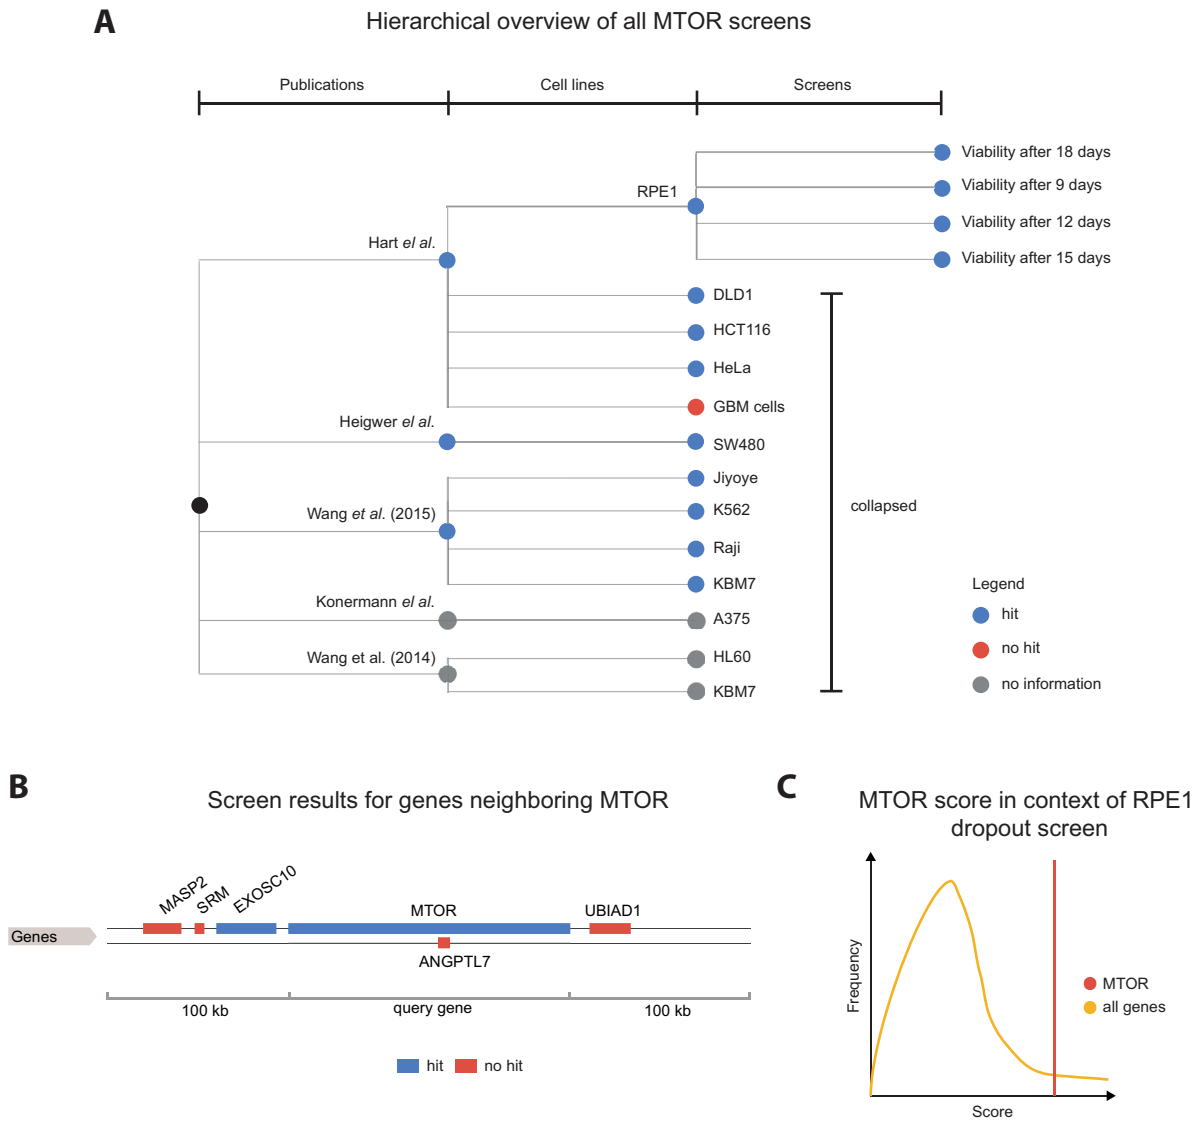 A
Hierarchical overview of all MTOR screens
Publications
Cell lines
Screens
Viability after 18 days
RPE1
Viability after 9 days
Viability after 12 days
Hart el al.
Viability after 15 days
DLD1
HCT116
HeLa
GBM cells
Heigwer el al.
SW480
Jiyoye
K562
Wang et al. (2015)
collapsed
Raji
KBM7
Konermann el al.
A375
Wang et al. (2014)
HL60
KBM7
Legend
hit
no hit
no information
B
Screen results for genes neighboring MTOR
Genes
MASP2
SRM
EXOSC10
MTOR
UBIAD1
ANGPTL7
100 kb
query gene
100 kb
hit
no hit
C
MTOR score in context of RPE1
dropout screen
Frequency
MTOR
all genes
Score